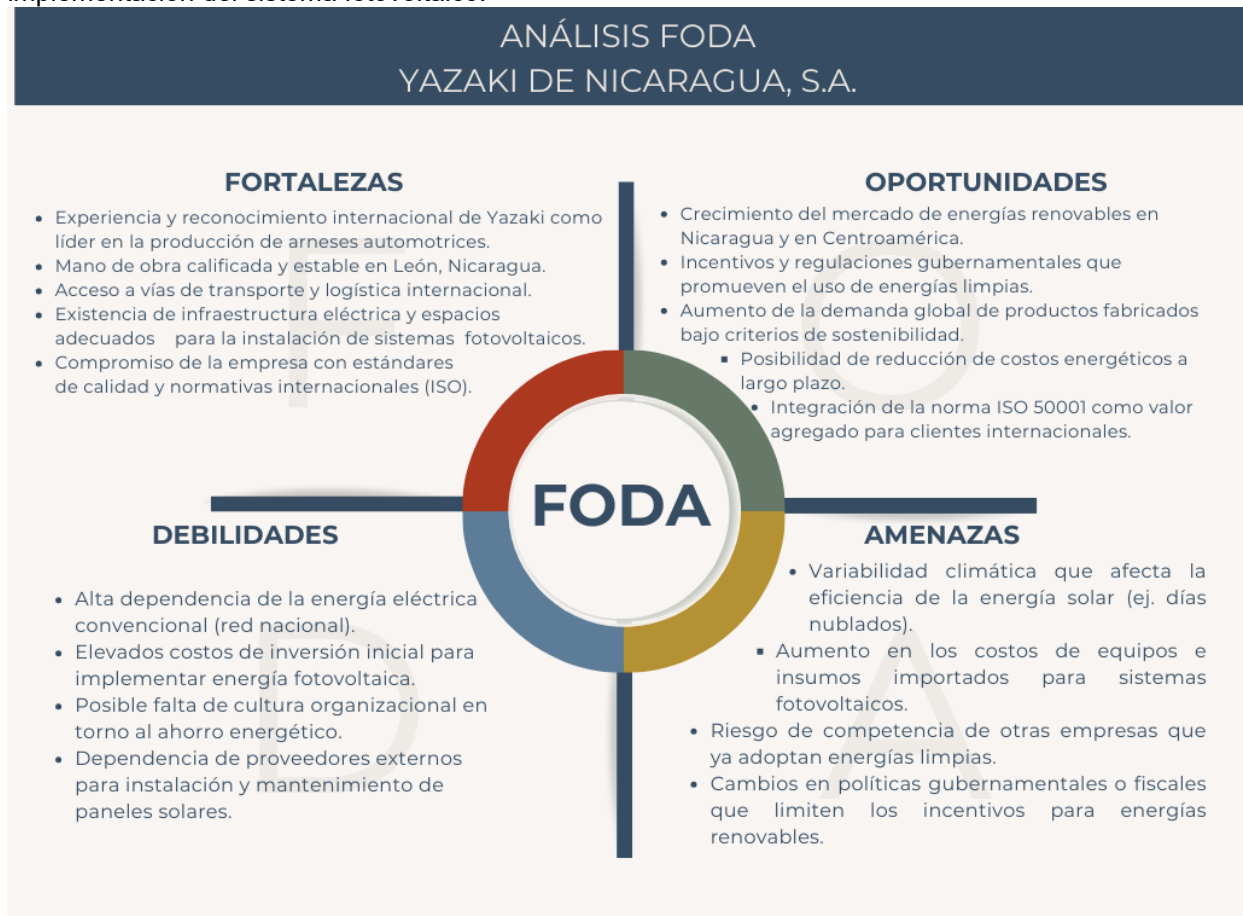 implementación del sistema fotovoltaico.
ANÁLISIS FODA
YAZAKI DE NICARAGUA, S.A.
FORTALEZAS
• Experiencia y reconocimiento internacional de Yazaki como
líder en la producción de arneses automotrices.
• Mano de obra calificada y estable en León, Nicaragua.
• Acceso a vías de transporte y logística internacional.
• Existencia de infraestructura eléctrica y espacios
adecuados para la instalación de sistemas fotovoltaicos.
• Compromiso de la empresa con estándares
de calidad y normativas internacionales (ISO).
OPORTUNIDADES
• Crecimiento del mercado de energías renovables en
Nicaragua y en Centroamérica.
• Incentivos y regulaciones gubernamentales que
promueven el uso de energías limpias.
• Aumento de la demanda global de productos fabricados
bajo criterios de sostenibilidad.
▪ Posibilidad de reducción de costos energéticos a
largo plazo.
• Integración de la norma ISO 50001 como valor
agregado para clientes internacionales.
F
O
FODA
DEBILIDADES
• Alta dependencia de la energía eléctrica
convencional (red nacional).
• Elevados costos de inversión inicial para
implementar energía fotovoltaica.
• Posible falta de cultura organizacional en
torno al ahorro energético.
• Dependencia de proveedores externos
para instalación y mantenimiento de
paneles solares.
AMENAZAS
• Variabilidad climática que afecta la
eficiencia de la energía solar (ej. días
nublados).
▪ Aumento en los costos de equipos e
insumos importados para sistemas
fotovoltaicos.
• Riesgo de competencia de otras empresas que
ya adoptan energías limpias.
• Cambios en políticas gubernamentales o fiscales
que limiten los incentivos para energías
renovables.
D
A